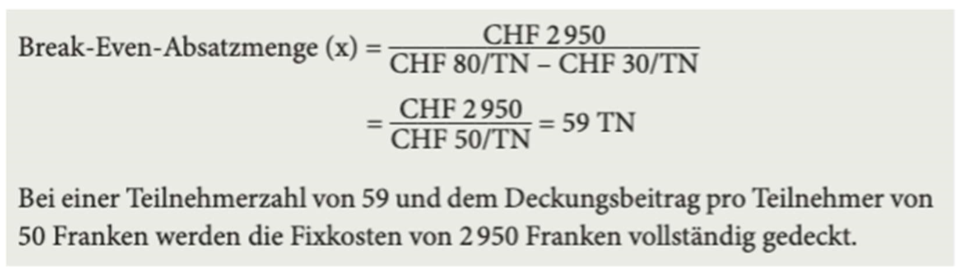 Break-Even-Absatzmenge (x) = CHF 2 950 / CHF 80/TN – CHF 30/TN
= CHF 2 950 / CHF 50/TN = 59 TN
Bei einer Teilnehmerzahl von 59 und dem Deckungsbeitrag pro Teilnehmer von
50 Franken werden die Fixkosten von 2 950 Franken vollständig gedeckt.